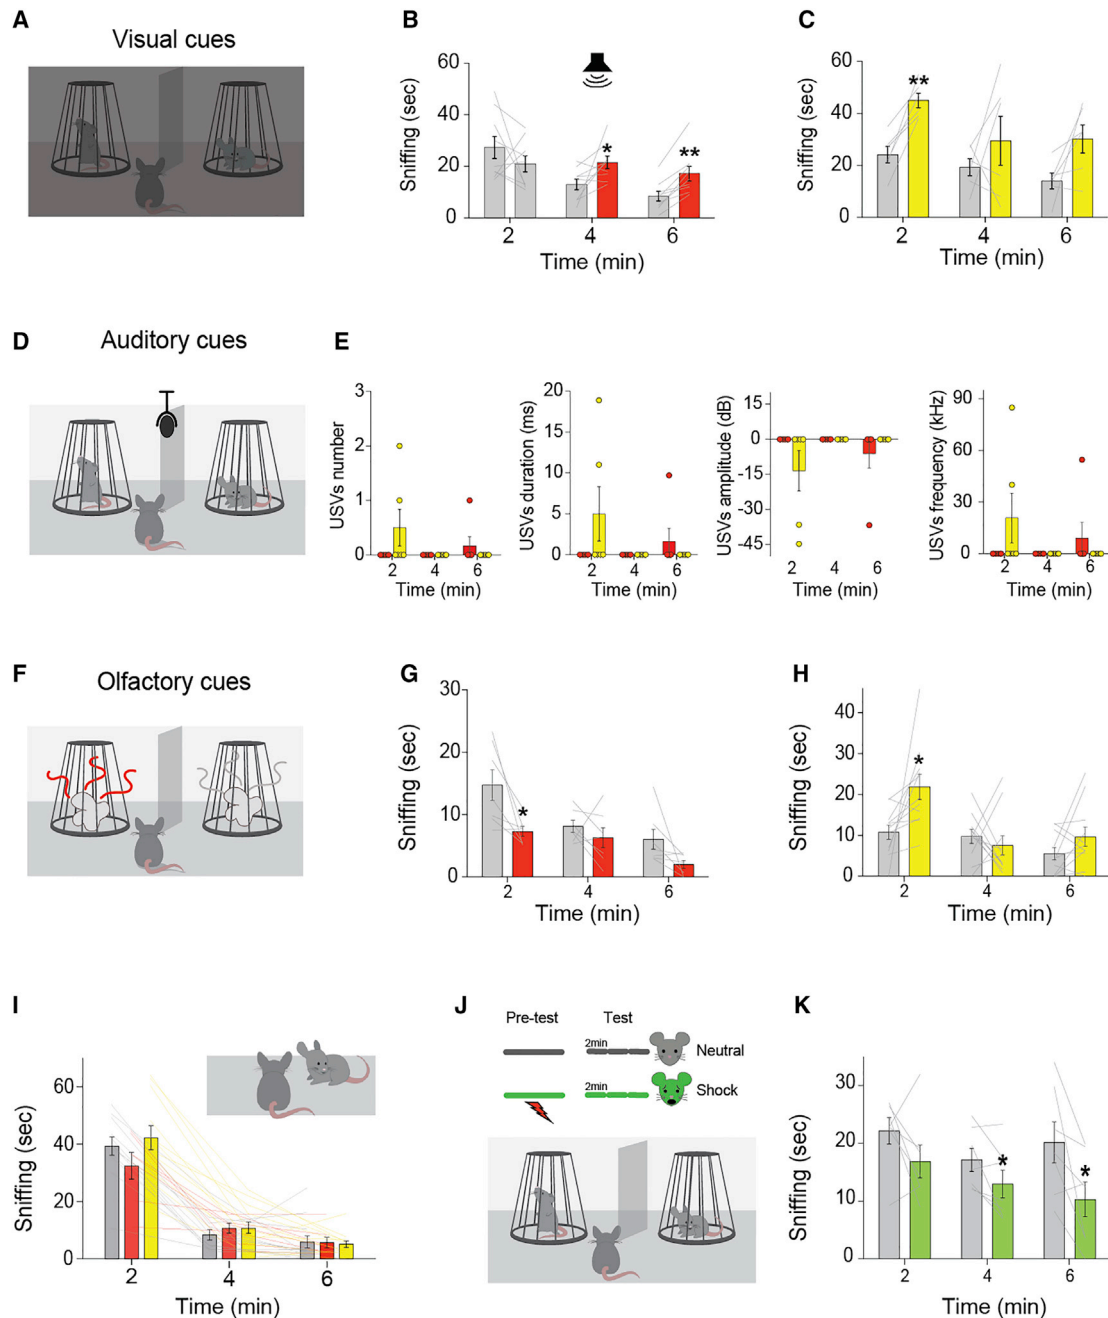 A
Visual cues
B
Sniffing (sec)
60
40
20
0
*
**
2
4
6
Time (min)
C
Sniffing (sec)
60
40
20
0
**
2
4
6
Time (min)
D
Auditory cues
E
USVs number
3
2
1
0
2
4
6
Time (min)
USVs duration (ms)
20
15
10
5
0
2
4
6
Time (min)
USVs amplitude (dB)
15
0
-15
-30
-45
2
4
6
Time (min)
USVs frequency (kHz)
90
60
30
0
2
4
6
Time (min)
F
Olfactory cues
G
Sniffing (sec)
30
20
10
0
*
2
4
6
Time (min)
H
Sniffing (sec)
40
30
20
10
0
*
2
4
6
Time (min)
I
Sniffing (sec)
60
40
20
0
2
4
6
Time (min)
J
Pre-test Test
2min
Neutral
2min
Shock
K
Sniffing (sec)
30
20
10
0
*
*
2
4
6
Time (min)